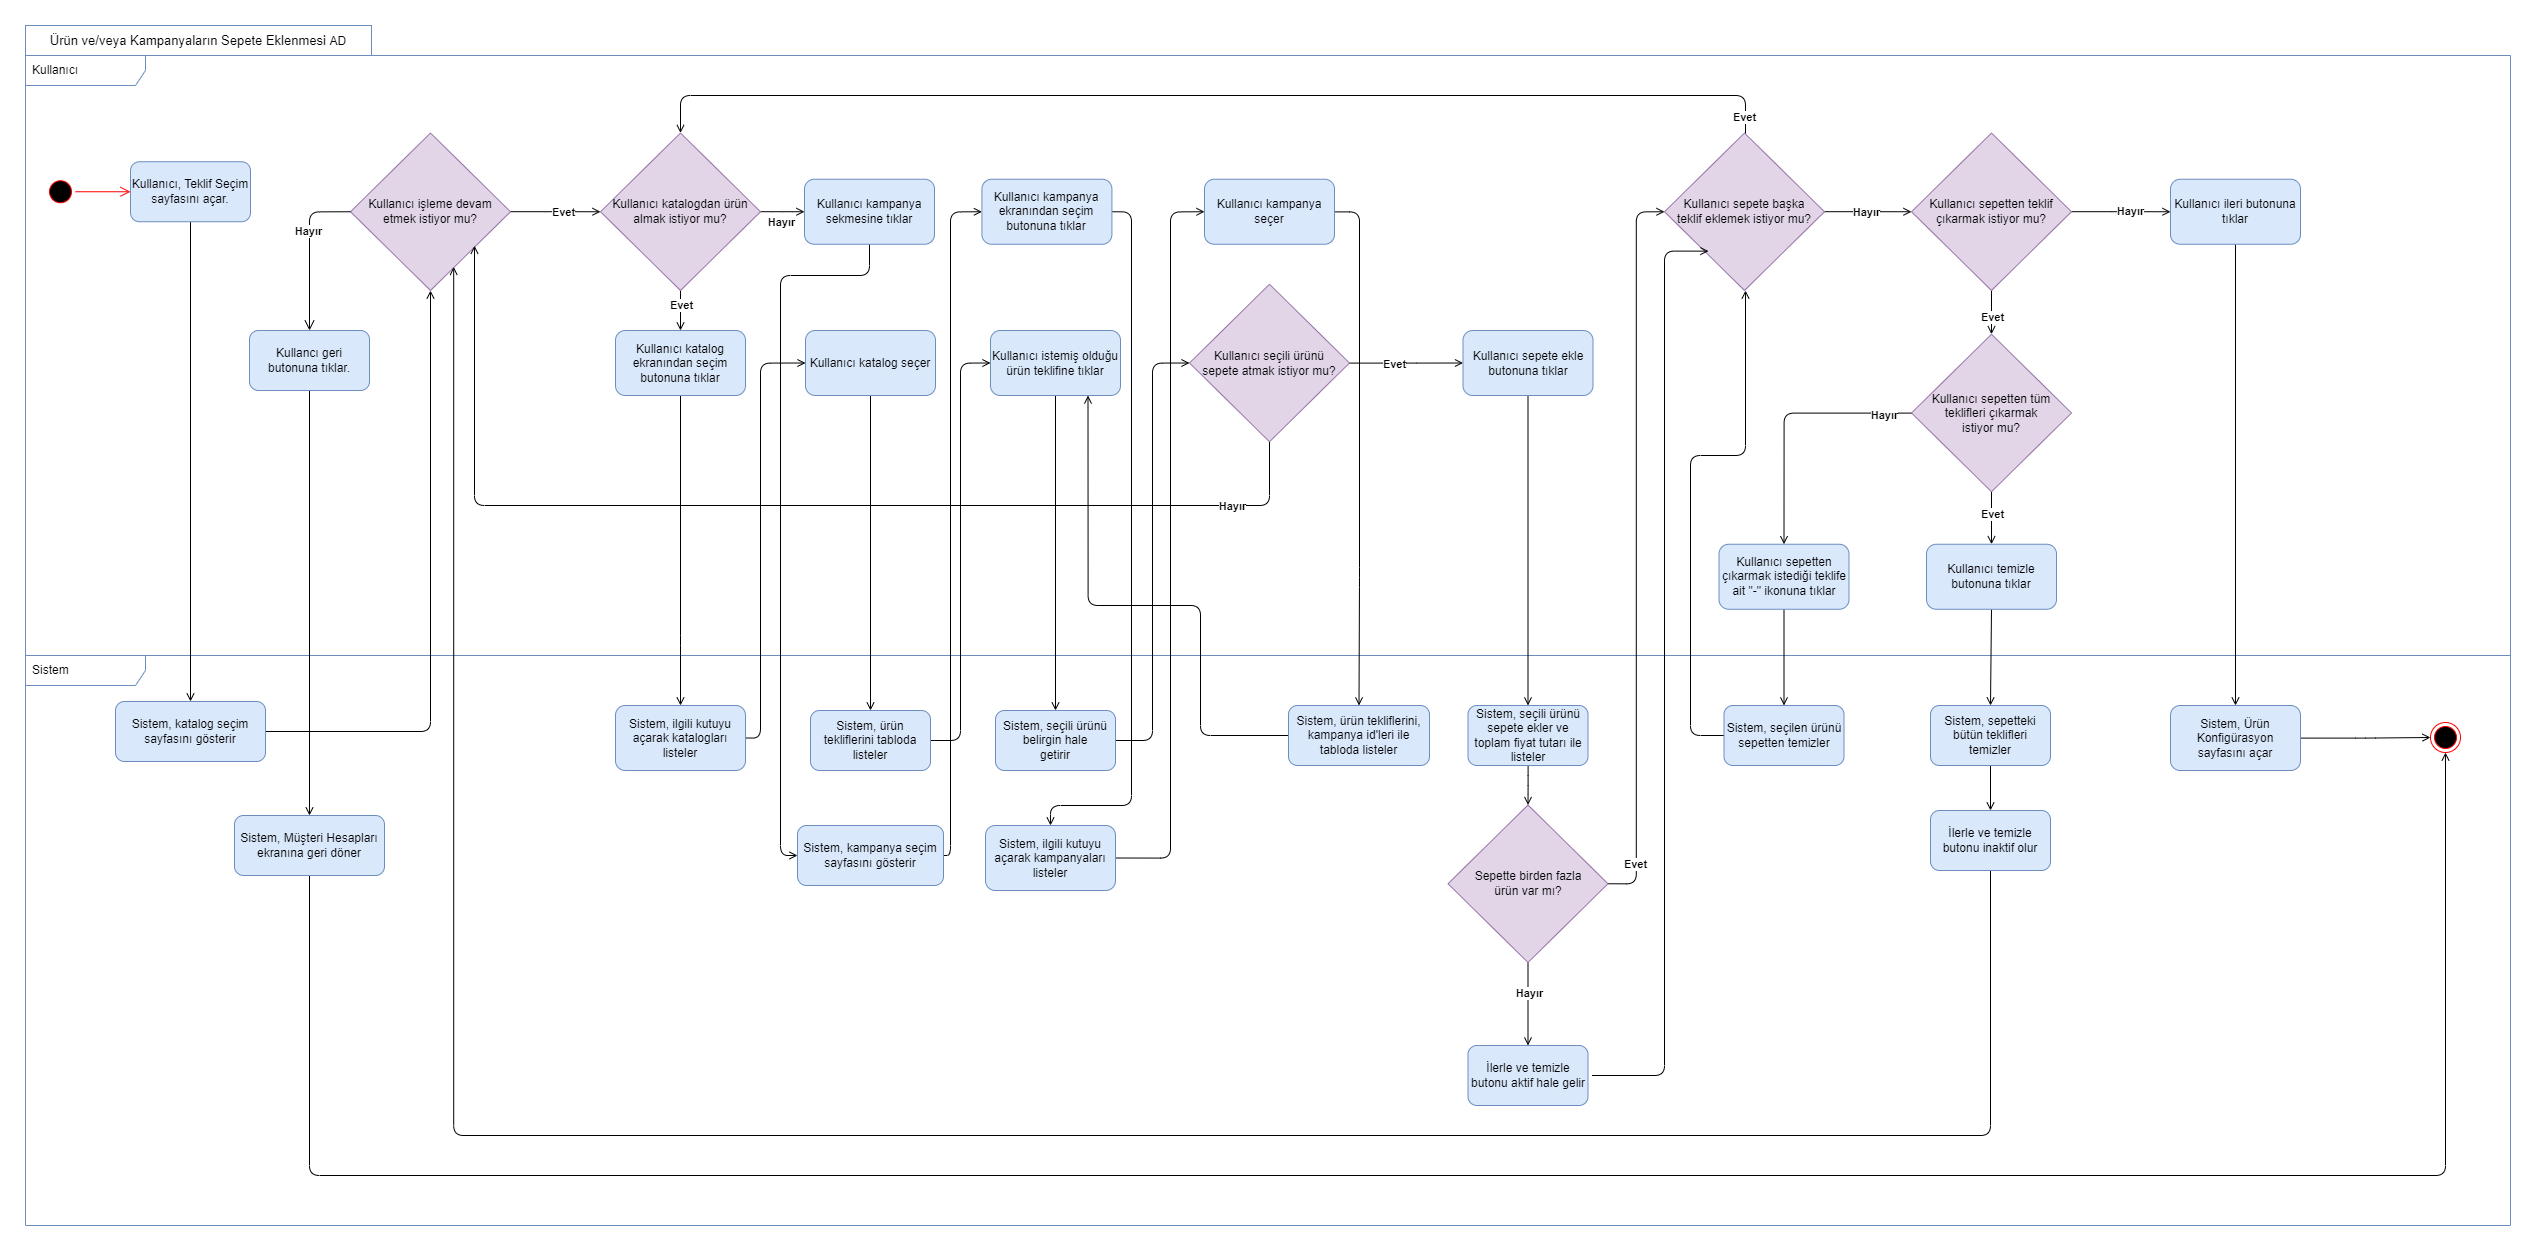 Ürün ve/veya Kampanyaların Sepete Eklenmesi AD
Kullanıcı
Kullanıcı, Teklif Seçim
sayfasını açar.
Kullanıcı işleme devam
etmek istiyor mu?
Hayır
Evet
Kullanıcı katalogdan ürün
almak istiyor mu?
Hayır
Evet
Kullanıcı kampanya
sekmesine tıklar
Kullanıcı kampanya
ekranından seçim
butonuna tıklar
Kullanıcı kampanya
seçer
Evet
Kullanıcı sepete başka
teklif eklemek istiyor mu?
Hayır
Kullanıcı sepetten teklif
çıkarmak istiyor mu?
Hayır
Evet
Kullanıcı ileri butonuna
tıklar
Kullancı geri
butonuna tıklar.
Kullanıcı katalog
ekranından seçim
butonuna tıklar
Kullanıcı katalog seçer
Kullanıcı istemiş olduğu
ürün teklifine tıklar
Kullanıcı seçili ürünü
sepete atmak istiyor mu?
Evet
Hayır
Kullanıcı sepete ekle
butonuna tıklar
Kullanıcı sepetten tüm
teklifleri çıkarmak
istiyor mu?
Hayır
Evet
Kullanıcı sepetten
çıkarmak istediği teklife
ait "-" ikonuna tıklar
Kullanıcı temizle
butonuna tıklar
Sistem
Sistem, katalog seçim
sayfasını gösterir
Sistem, ilgili kutuyu
açarak katalogları
listeler
Sistem, ürün
tekliflerini tabloda
listeler
Sistem, seçili ürünü
belirgin hale
getirir
Sistem, ürün tekliflerini,
kampanya id'leri ile
tabloda listeler
Sistem, seçili ürünü
sepete ekler ve
toplam fiyat tutarı ile
listeler
Sistem, seçilen ürünü
sepetten temizler
Sistem, sepetteki
bütün teklifleri
temizler
Sistem, Ürün
Konfigürasyon
sayfasını açar
Sistem, Müşteri Hesapları
ekranına geri döner
Sistem, kampanya seçim
sayfasını gösterir
Sistem, ilgili kutuyu
açarak kampanyaları
listeler
Sepette birden fazla
ürün var mı?
Evet
Hayır
İlerle ve temizle
butonu inaktif olur
İlerle ve temizle
butonu aktif hale gelir